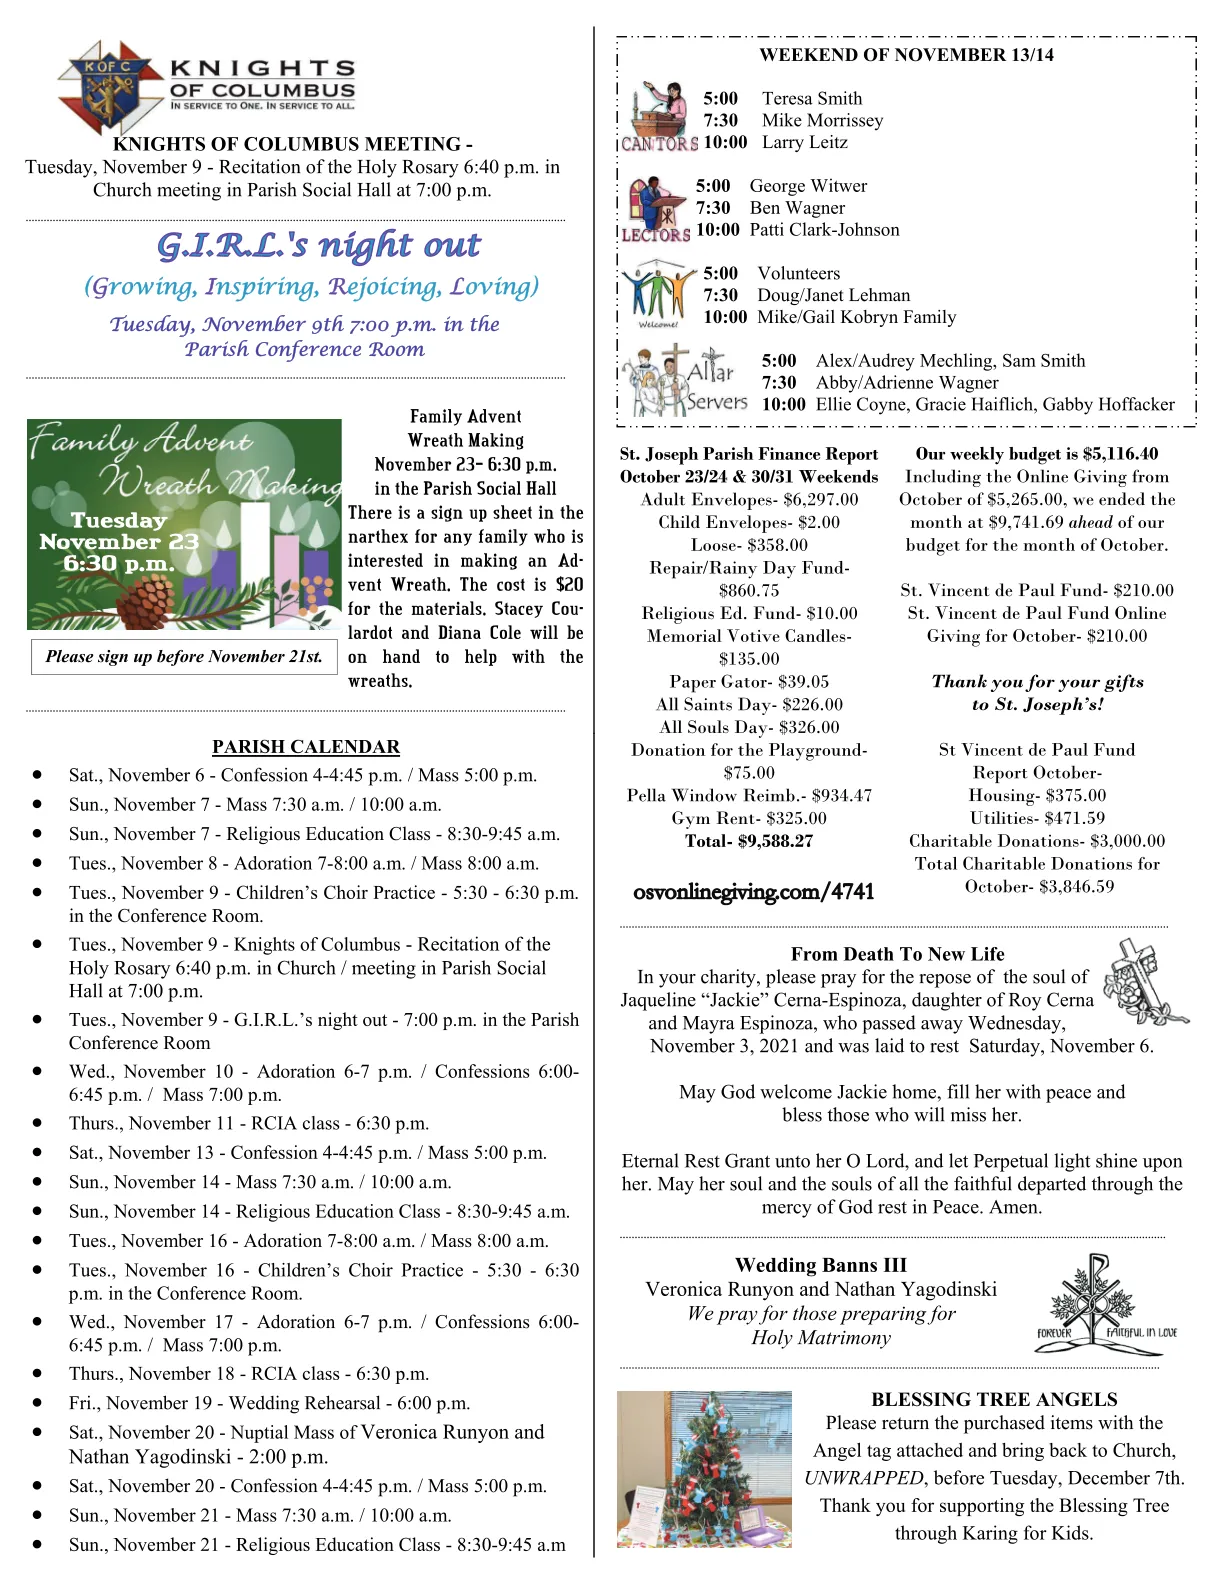 KOFC
KNIGHTS
OF COLUMBUS
IN SERVICE TO ONE. IN SERVICE TO ALL.
KNIGHTS OF COLUMBUS MEETING -
Tuesday, November 9 - Recitation of the Holy Rosary 6:40 p.m. in
Church meeting in Parish Social Hall at 7:00 p.m.
G.I.R.L.'s night out
(Growing, Inspiring, Rejoicing, Loving)
Tuesday, November 9th 7:00 p.m. in the
Parish Conference Room
Family Advent
Wreath Making
Tuesday
November 23
6:30 p.m.
Please sign up before November 21st.
Family Advent
Wreath Making
November 23- 6:30 p.m.
in the Parish Social Hall
There is a sign up sheet in the
narthex for any family who is
interested in making an Ad-
vent Wreath. The cost is $20
for the materials. Stacey Cou-
lardot and Diana Cole will be
on hand to help with the
wreaths.
PARISH CALENDAR
● Sat., November 6 - Confession 4-4:45 p.m. / Mass 5:00 p.m.
● Sun., November 7 - Mass 7:30 a.m. / 10:00 a.m.
● Sun., November 7 - Religious Education Class - 8:30-9:45 a.m.
● Tues., November 8 - Adoration 7-8:00 a.m. / Mass 8:00 a.m.
● Tues., November 9 - Children’s Choir Practice - 5:30 - 6:30 p.m.
in the Conference Room.
● Tues., November 9 - Knights of Columbus - Recitation of the
Holy Rosary 6:40 p.m. in Church / meeting in Parish Social
Hall at 7:00 p.m.
● Tues., November 9 - G.I.R.L.’s night out - 7:00 p.m. in the Parish
Conference Room
● Wed., November 10 - Adoration 6-7 p.m. / Confessions 6:00-
6:45 p.m. / Mass 7:00 p.m.
● Thurs., November 11 - RCIA class - 6:30 p.m.
● Sat., November 13 - Confession 4-4:45 p.m. / Mass 5:00 p.m.
● Sun., November 14 - Mass 7:30 a.m. / 10:00 a.m.
● Sun., November 14 - Religious Education Class - 8:30-9:45 a.m.
● Tues., November 16 - Adoration 7-8:00 a.m. / Mass 8:00 a.m.
● Tues., November 16 - Children’s Choir Practice - 5:30 - 6:30
p.m. in the Conference Room.
● Wed., November 17 - Adoration 6-7 p.m. / Confessions 6:00-
6:45 p.m. / Mass 7:00 p.m.
● Thurs., November 18 - RCIA class - 6:30 p.m.
● Fri., November 19 - Wedding Rehearsal - 6:00 p.m.
● Sat., November 20 - Nuptial Mass of Veronica Runyon and
Nathan Yagodinski - 2:00 p.m.
● Sat., November 20 - Confession 4-4:45 p.m. / Mass 5:00 p.m.
● Sun., November 21 - Mass 7:30 a.m. / 10:00 a.m.
● Sun., November 21 - Religious Education Class - 8:30-9:45 a.m
WEEKEND OF NOVEMBER 13/14
CANTORS
5:00 Teresa Smith
7:30 Mike Morrissey
10:00 Larry Leitz
LECTORS
5:00 George Witwer
7:30 Ben Wagner
10:00 Patti Clark-Johnson
Welcome!
5:00 Volunteers
7:30 Doug/Janet Lehman
10:00 Mike/Gail Kobryn Family
Altar
Servers
5:00 Alex/Audrey Mechling, Sam Smith
7:30 Abby/Adrienne Wagner
10:00 Ellie Coyne, Gracie Haiflich, Gabby Hoffacker
St. Joseph Parish Finance Report
October 23/24 & 30/31 Weekends
Adult Envelopes- $6,297.00
Child Envelopes- $2.00
Loose- $358.00
Repair/Rainy Day Fund-
$860.75
Religious Ed. Fund- $10.00
Memorial Votive Candles-
$135.00
Paper Gator- $39.05
All Saints Day- $226.00
All Souls Day- $326.00
Donation for the Playground-
$75.00
Pella Window Reimb.- $934.47
Gym Rent- $325.00
Total- $9,588.27
osvonlinegiving.com/4741
Our weekly budget is $5,116.40
Including the Online Giving from
October of $5,265.00, we ended the
month at $9,741.69 ahead of our
budget for the month of October.
St. Vincent de Paul Fund- $210.00
St. Vincent de Paul Fund Online
Giving for October- $210.00
Thank you for your gifts
to St. Joseph’s!
St Vincent de Paul Fund
Report October-
Housing- $375.00
Utilities- $471.59
Charitable Donations- $3,000.00
Total Charitable Donations for
October- $3,846.59
From Death To New Life
In your charity, please pray for the repose of the soul of
Jaqueline “Jackie” Cerna-Espinoza, daughter of Roy Cerna
and Mayra Espinoza, who passed away Wednesday,
November 3, 2021 and was laid to rest Saturday, November 6.
May God welcome Jackie home, fill her with peace and
bless those who will miss her.
Eternal Rest Grant unto her O Lord, and let Perpetual light shine upon
her. May her soul and the souls of all the faithful departed through the
mercy of God rest in Peace. Amen.
Wedding Banns III
Veronica Runyon and Nathan Yagodinski
We pray for those preparing for
Holy Matrimony
FOREVER FAITHFUL IN LOVE
BLESSING TREE ANGELS
Please return the purchased items with the
Angel tag attached and bring back to Church,
UNWRAPPED, before Tuesday, December 7th.
Thank you for supporting the Blessing Tree
through Karing for Kids.